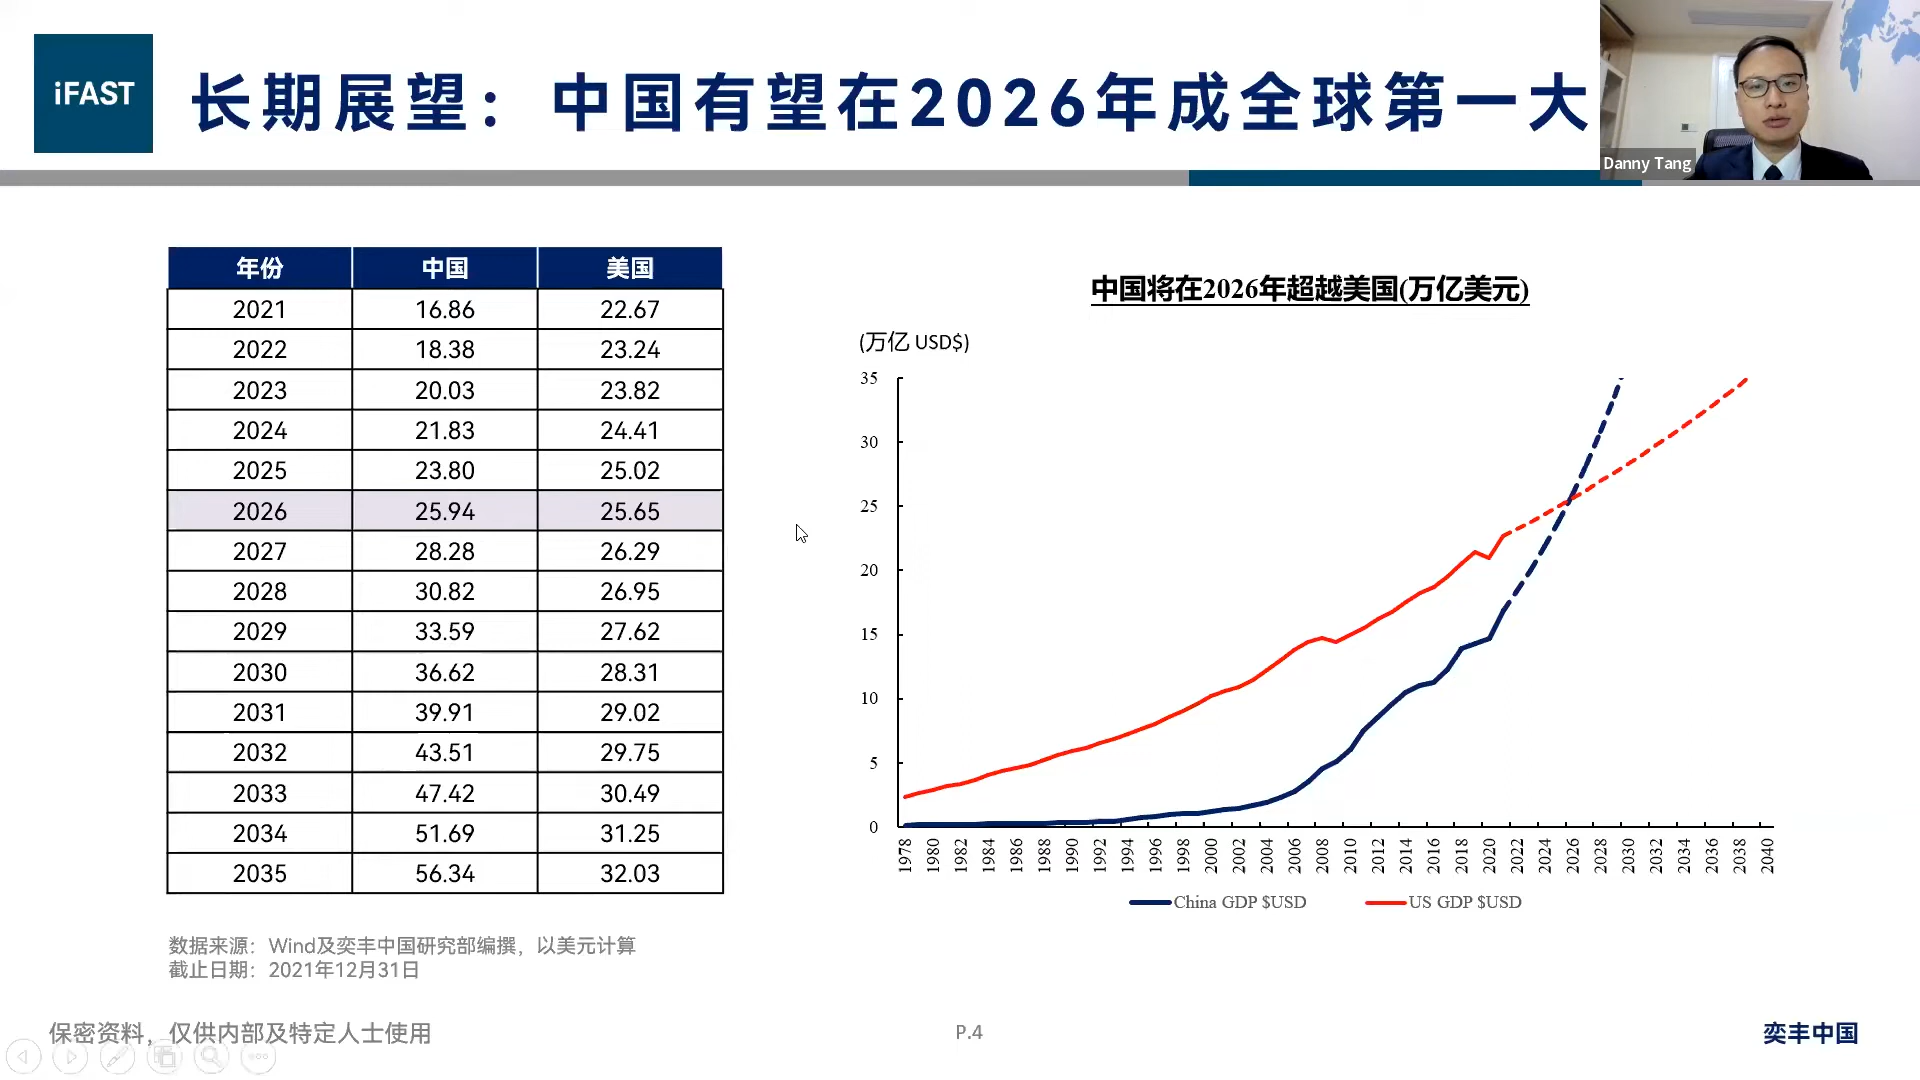 iFAST
长期展望：中国有望在2026年成全球第一大
Danny Tang
年份 中国 美国
2021 16.86 22.67
2022 18.38 23.24
2023 20.03 23.82
2024 21.83 24.41
2025 23.80 25.02
2026 25.94 25.65
2027 28.28 26.29
2028 30.82 26.95
2029 33.59 27.62
2030 36.62 28.31
2031 39.91 29.02
2032 43.51 29.75
2033 47.42 30.49
2034 51.69 31.25
2035 56.34 32.03
中国将在2026年超越美国(万亿美元)
(万亿 USD$)
35
30
25
20
15
10
5
0
1978 1980 1982 1984 1986 1988 1990 1992 1994 1996 1998 2000 2002 2004 2006 2008 2010 2012 2014 2016 2018 2020 2022 2024 2026 2028 2030 2032 2034 2036 2038 2040
China GDP $USD US GDP $USD
数据来源：Wind及奕丰中国研究部编撰，以美元计算
截止日期：2021年12月31日
保密资料，仅供内部及特定人士使用
P.4
奕丰中国